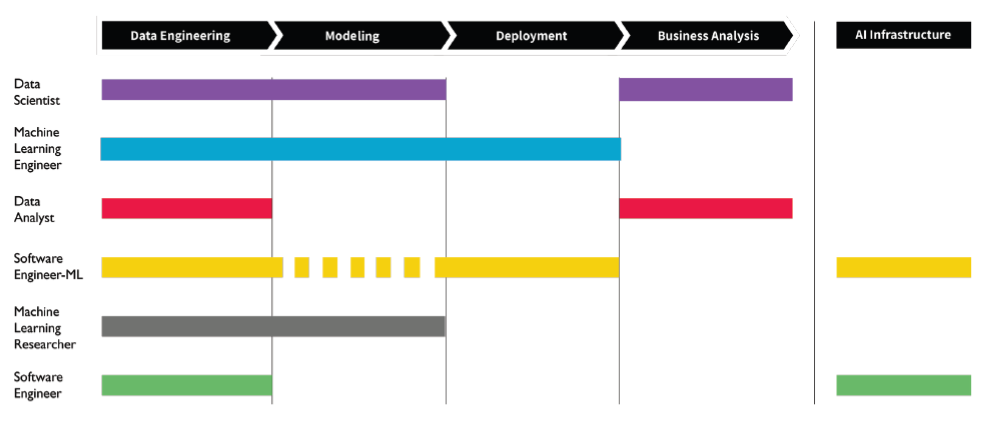 Data Engineering
Modeling
Deployment
Business Analysis
AI Infrastructure
Data
Scientist
Machine
Learning
Engineer
Data
Analyst
Software
Engineer-ML
Machine
Learning
Researcher
Software
Engineer